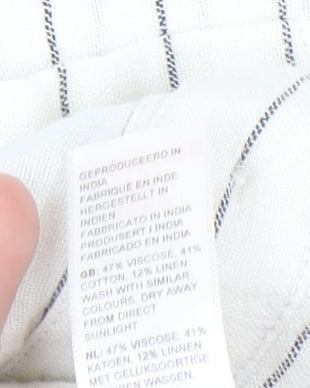 GEPRODUCEERD IN
INDIA
FABRIQUÉ EN INDE
HERGESTELLT IN
INDIEN
FABBRICATO IN INDIA
PRODUSERT I INDIA
FABRICADO EN INDIA
GB: 47% VISCOSE, 41%
COTTON, 12% LINEN
WASH WITH SIMILAR
COLOURS, DRY AWAY
FROM DIRECT
SUNLIGHT
NL: 47% VISCOSE, 41%
KATOEN, 12% LINNEN
MET GELIJKSOORTIGE
WASSEN,